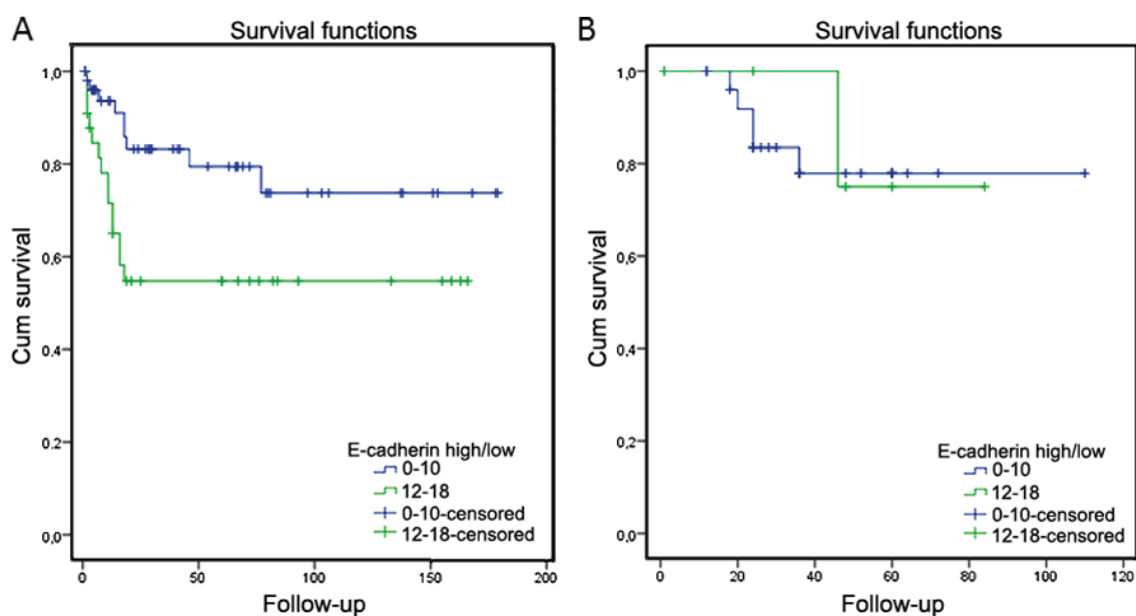 A
Survival functions
1,0
0,8
0,6
0,4
0,2
0,0
Cum survival
E-cadherin high/low
0-10
12-18
0-10-censored
12-18-censored
0 50 100 150 200
Follow-up
B
Survival functions
1,0
0,8
0,6
0,4
0,2
0,0
Cum survival
E-cadherin high/low
0-10
12-18
0-10-censored
12-18-censored
0 20 40 60 80 100 120
Follow-up